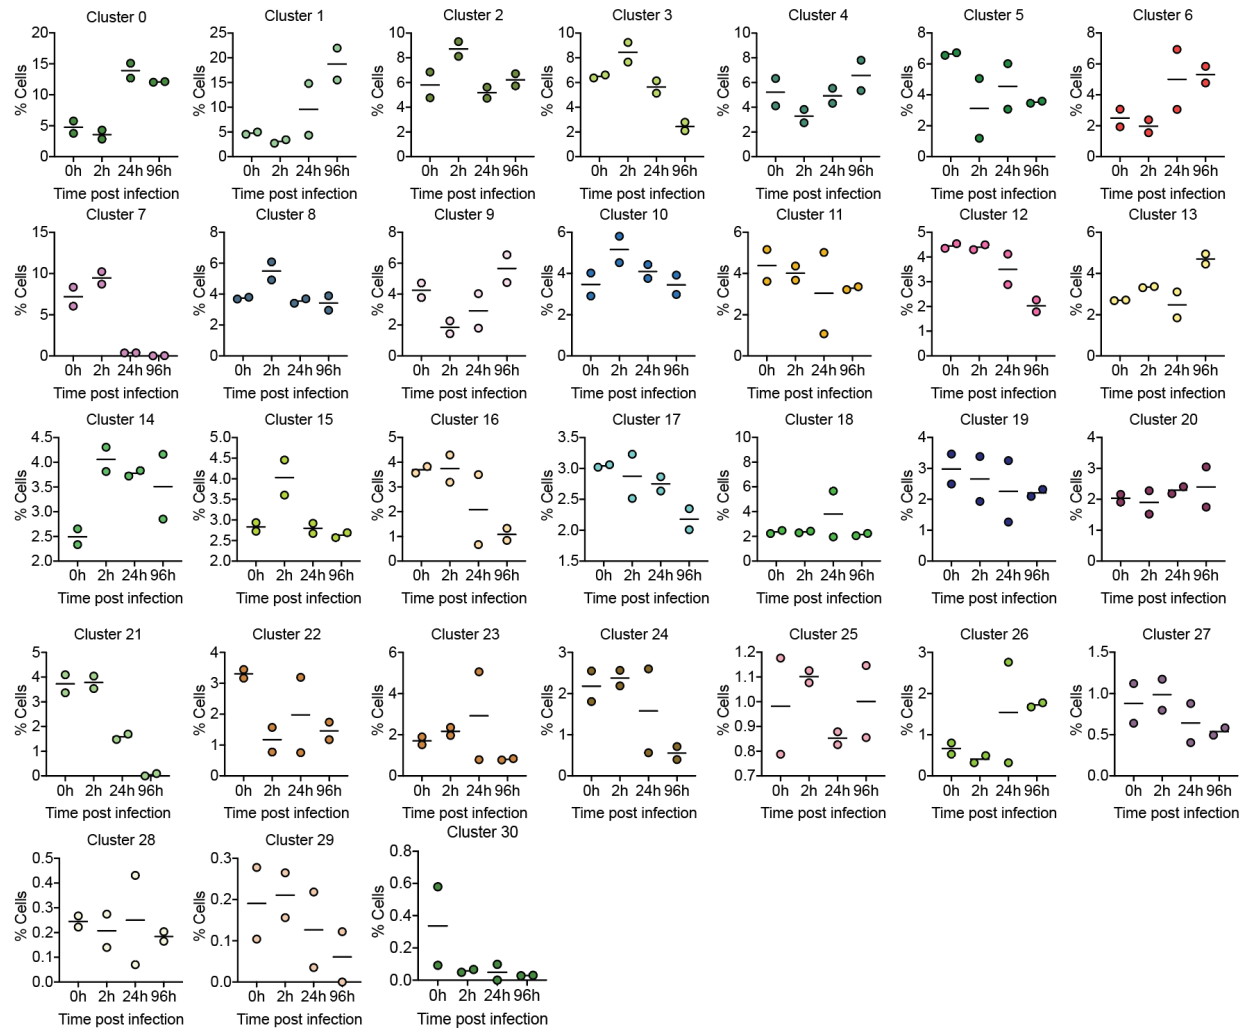 Cluster 0
% Cells
20
15
10
5
0
0h 2h 24h 96h
Time post infection
Cluster 1
% Cells
25
20
15
10
5
0
0h 2h 24h 96h
Time post infection
Cluster 2
% Cells
10
8
6
4
2
0
0h 2h 24h 96h
Time post infection
Cluster 3
% Cells
10
8
6
4
2
0
0h 2h 24h 96h
Time post infection
Cluster 4
% Cells
10
8
6
4
2
0
0h 2h 24h 96h
Time post infection
Cluster 5
% Cells
8
6
4
2
0
0h 2h 24h 96h
Time post infection
Cluster 6
% Cells
8
6
4
2
0
0h 2h 24h 96h
Time post infection
Cluster 7
% Cells
15
10
5
0
0h 2h 24h 96h
Time post infection
Cluster 8
% Cells
8
6
4
2
0
0h 2h 24h 96h
Time post infection
Cluster 9
% Cells
8
6
4
2
0
0h 2h 24h 96h
Time post infection
Cluster 10
% Cells
6
4
2
0
0h 2h 24h 96h
Time post infection
Cluster 11
% Cells
6
4
2
0
0h 2h 24h 96h
Time post infection
Cluster 12
% Cells
5
4
3
2
1
0
0h 2h 24h 96h
Time post infection
Cluster 13
% Cells
6
4
2
0
0h 2h 24h 96h
Time post infection
Cluster 14
% Cells
4.5
4.0
3.5
3.0
2.5
2.0
0h 2h 24h 96h
Time post infection
Cluster 15
% Cells
5.0
4.5
4.0
3.5
3.0
2.5
2.0
0h 2h 24h 96h
Time post infection
Cluster 16
% Cells
5
4
3
2
1
0
0h 2h 24h 96h
Time post infection
Cluster 17
% Cells
3.5
3.0
2.5
2.0
1.5
0h 2h 24h 96h
Time post infection
Cluster 18
% Cells
10
8
6
4
2
0
0h 2h 24h 96h
Time post infection
Cluster 19
% Cells
4
3
2
1
0
0h 2h 24h 96h
Time post infection
Cluster 20
% Cells
4
3
2
1
0
0h 2h 24h 96h
Time post infection
Cluster 21
% Cells
5
4
3
2
1
0
0h 2h 24h 96h
Time post infection
Cluster 22
% Cells
4
3
2
1
0
0h 2h 24h 96h
Time post infection
Cluster 23
% Cells
6
4
2
0
0h 2h 24h 96h
Time post infection
Cluster 24
% Cells
3
2
1
0
0h 2h 24h 96h
Time post infection
Cluster 25
% Cells
1.2
1.1
1.0
0.9
0.8
0.7
0h 2h 24h 96h
Time post infection
Cluster 26
% Cells
3
2
1
0
0h 2h 24h 96h
Time post infection
Cluster 27
% Cells
1.5
1.0
0.5
0.0
0h 2h 24h 96h
Time post infection
Cluster 28
% Cells
0.5
0.4
0.3
0.2
0.1
0.0
0h 2h 24h 96h
Time post infection
Cluster 29
% Cells
0.3
0.2
0.1
0.0
0h 2h 24h 96h
Time post infection
Cluster 30
% Cells
0.8
0.6
0.4
0.2
0.0
0h 2h 24h 96h
Time post infection